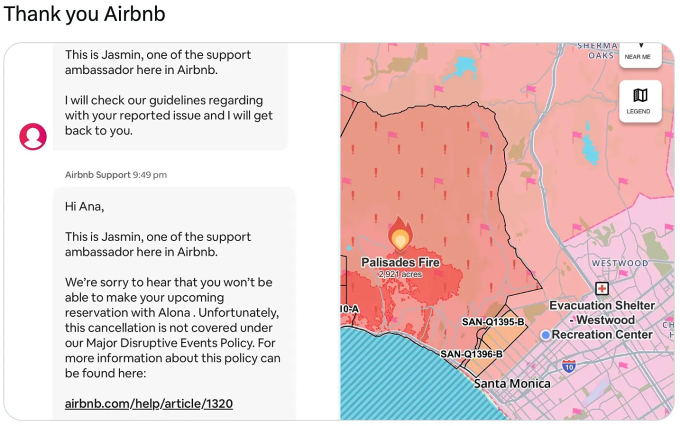 Thank you Airbnb
This is Jasmin, one of the support
ambassador here in Airbnb.
I will check our guidelines regarding
with your reported issue and I will get
back to you.
Airbnb Support 9:49 pm
Hi Ana,
This is Jasmin, one of the support
ambassador here in Airbnb.
We're sorry to hear that you won't be
able to make your upcoming
reservation with Alona . Unfortunately,
this cancellation is not covered under
our Major Disruptive Events Policy. For
more information about this policy can
be found here:
airbnb.com/help/article/1320
SHERMA
OAKS
NEAR ME
LEGEND
Palisades Fire
2,921 acres
WESTWOOD
Evacuation Shelter
- Westwood
Recreation Center
10-A
SAN-Q1395-B
SAN-Q1396-B
10
Santa Monica